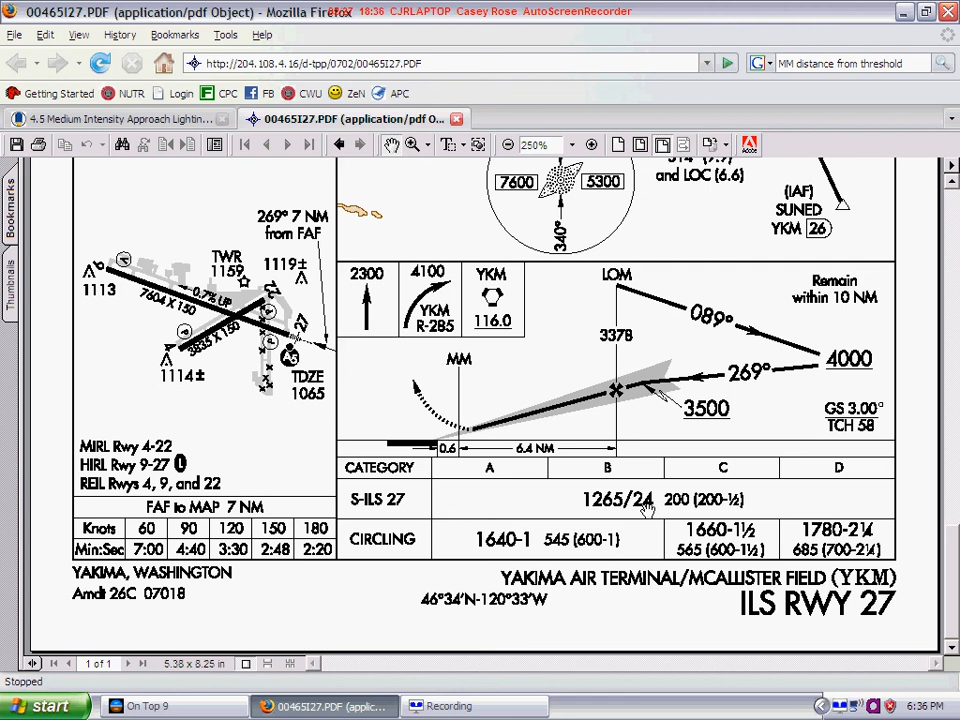 00465I27.PDF (application/pdf Object) - Mozilla Firefox
18:36 CJRLAPTOP Casey Rose AutoScreenRecorder
File Edit View History Bookmarks Tools Help
http://204.108.4.16/d-tpp/0702/00465I27.PDF
MM distance from threshold
Getting Started NUTR Login CPC FB CWU ZeN APC
4.5 Medium Intensity Approach Lightin...
00465I27.PDF (application/pdf O...
250%
Bookmarks
Thumbnails
7600
5300
340°
and LOC (6.6)
(IAF)
SUNED
YKM 26
269° 7 NM
from FAF
TWR
1159
1119±
1113
7604 X 150
0.7% UP
9
22
27
4
3835 X 150
A5
1114±
TDZE
1065
MIRL Rwy 4-22
HIRL Rwy 9-27 L
REIL Rwys 4, 9, and 22
FAF to MAP 7 NM
Knots 60 90 120 150 180
Min:Sec 7:00 4:40 3:30 2:48 2:20
2300
4100
YKM
R-285
YKM
116.0
LOM
Remain
within 10 NM
089°
3378
MM
4000
269°
3500
GS 3.00°
TCH 58
0.6
6.4 NM
CATEGORY A B C D
S-ILS 27 1265/24 200 (200-½)
CIRCLING 1640-1 545 (600-1) 1660-1½ 565 (600-1½) 1780-2¼ 685 (700-2¼)
YAKIMA, WASHINGTON
Amdt 26C 07018
46°34'N-120°33'W
YAKIMA AIR TERMINAL/MCALLISTER FIELD (YKM)
ILS RWY 27
1 of 1
5.38 x 8.25 in
Stopped
start
On Top 9
00465I27.PDF (applic...
Recording
6:36 PM